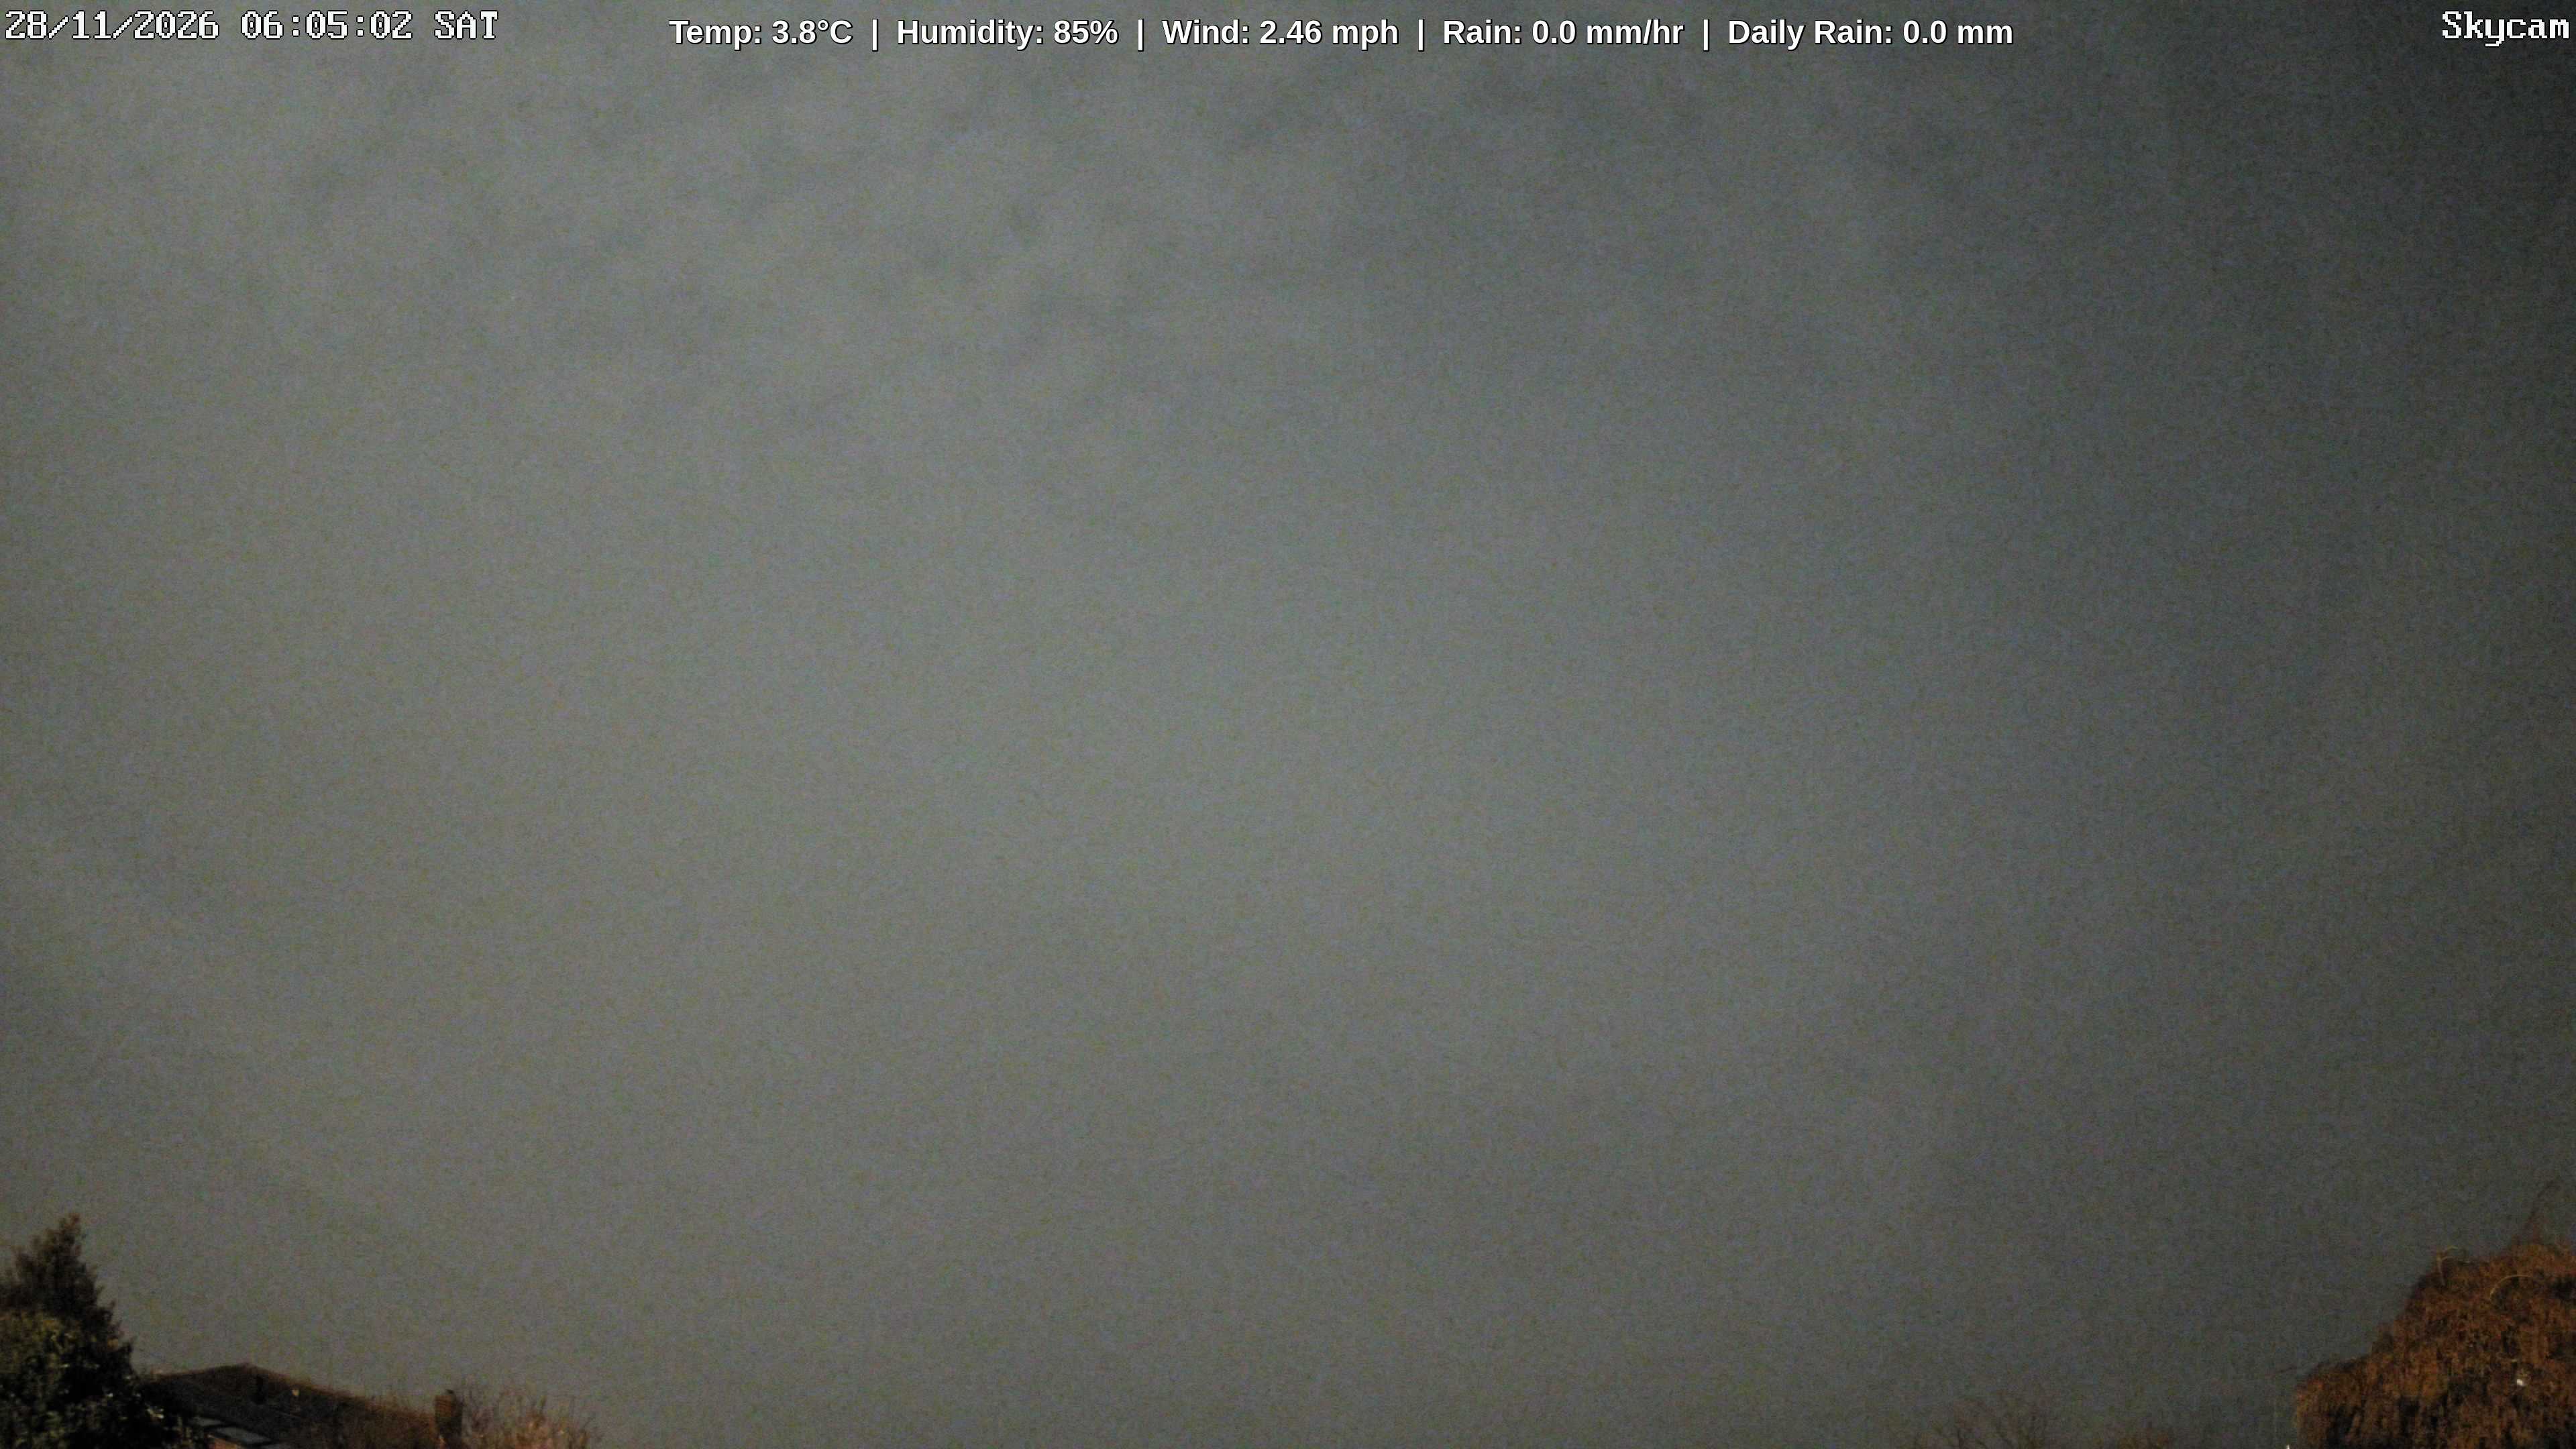 28/11/2026 06:05:02 SAT
Temp: 3.8°C | Humidity: 85% | Wind: 2.46 mph | Rain: 0.0 mm/hr | Daily Rain: 0.0 mm
Skycam